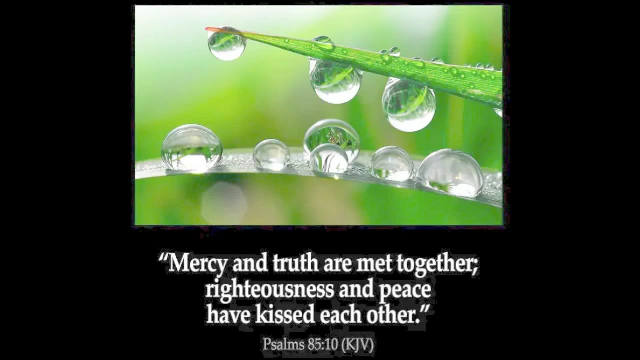 “Mercy and truth are met together;
righteousness and peace
have kissed each other.”
Psalms 85:10 (KJV)